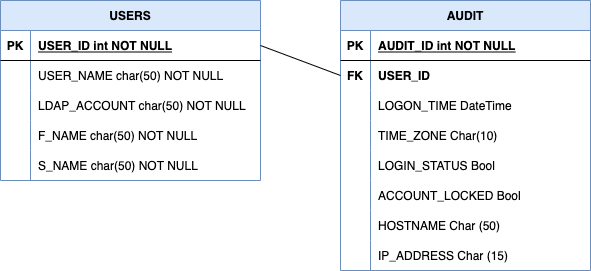 USERS
PK USER_ID int NOT NULL
USER_NAME char(50) NOT NULL
LDAP_ACCOUNT char(50) NOT NULL
F_NAME char(50) NOT NULL
S_NAME char(50) NOT NULL
AUDIT
PK AUDIT_ID int NOT NULL
FK USER_ID
LOGON_TIME DateTime
TIME_ZONE Char(10)
LOGIN_STATUS Bool
ACCOUNT_LOCKED Bool
HOSTNAME Char (50)
IP_ADDRESS Char (15)